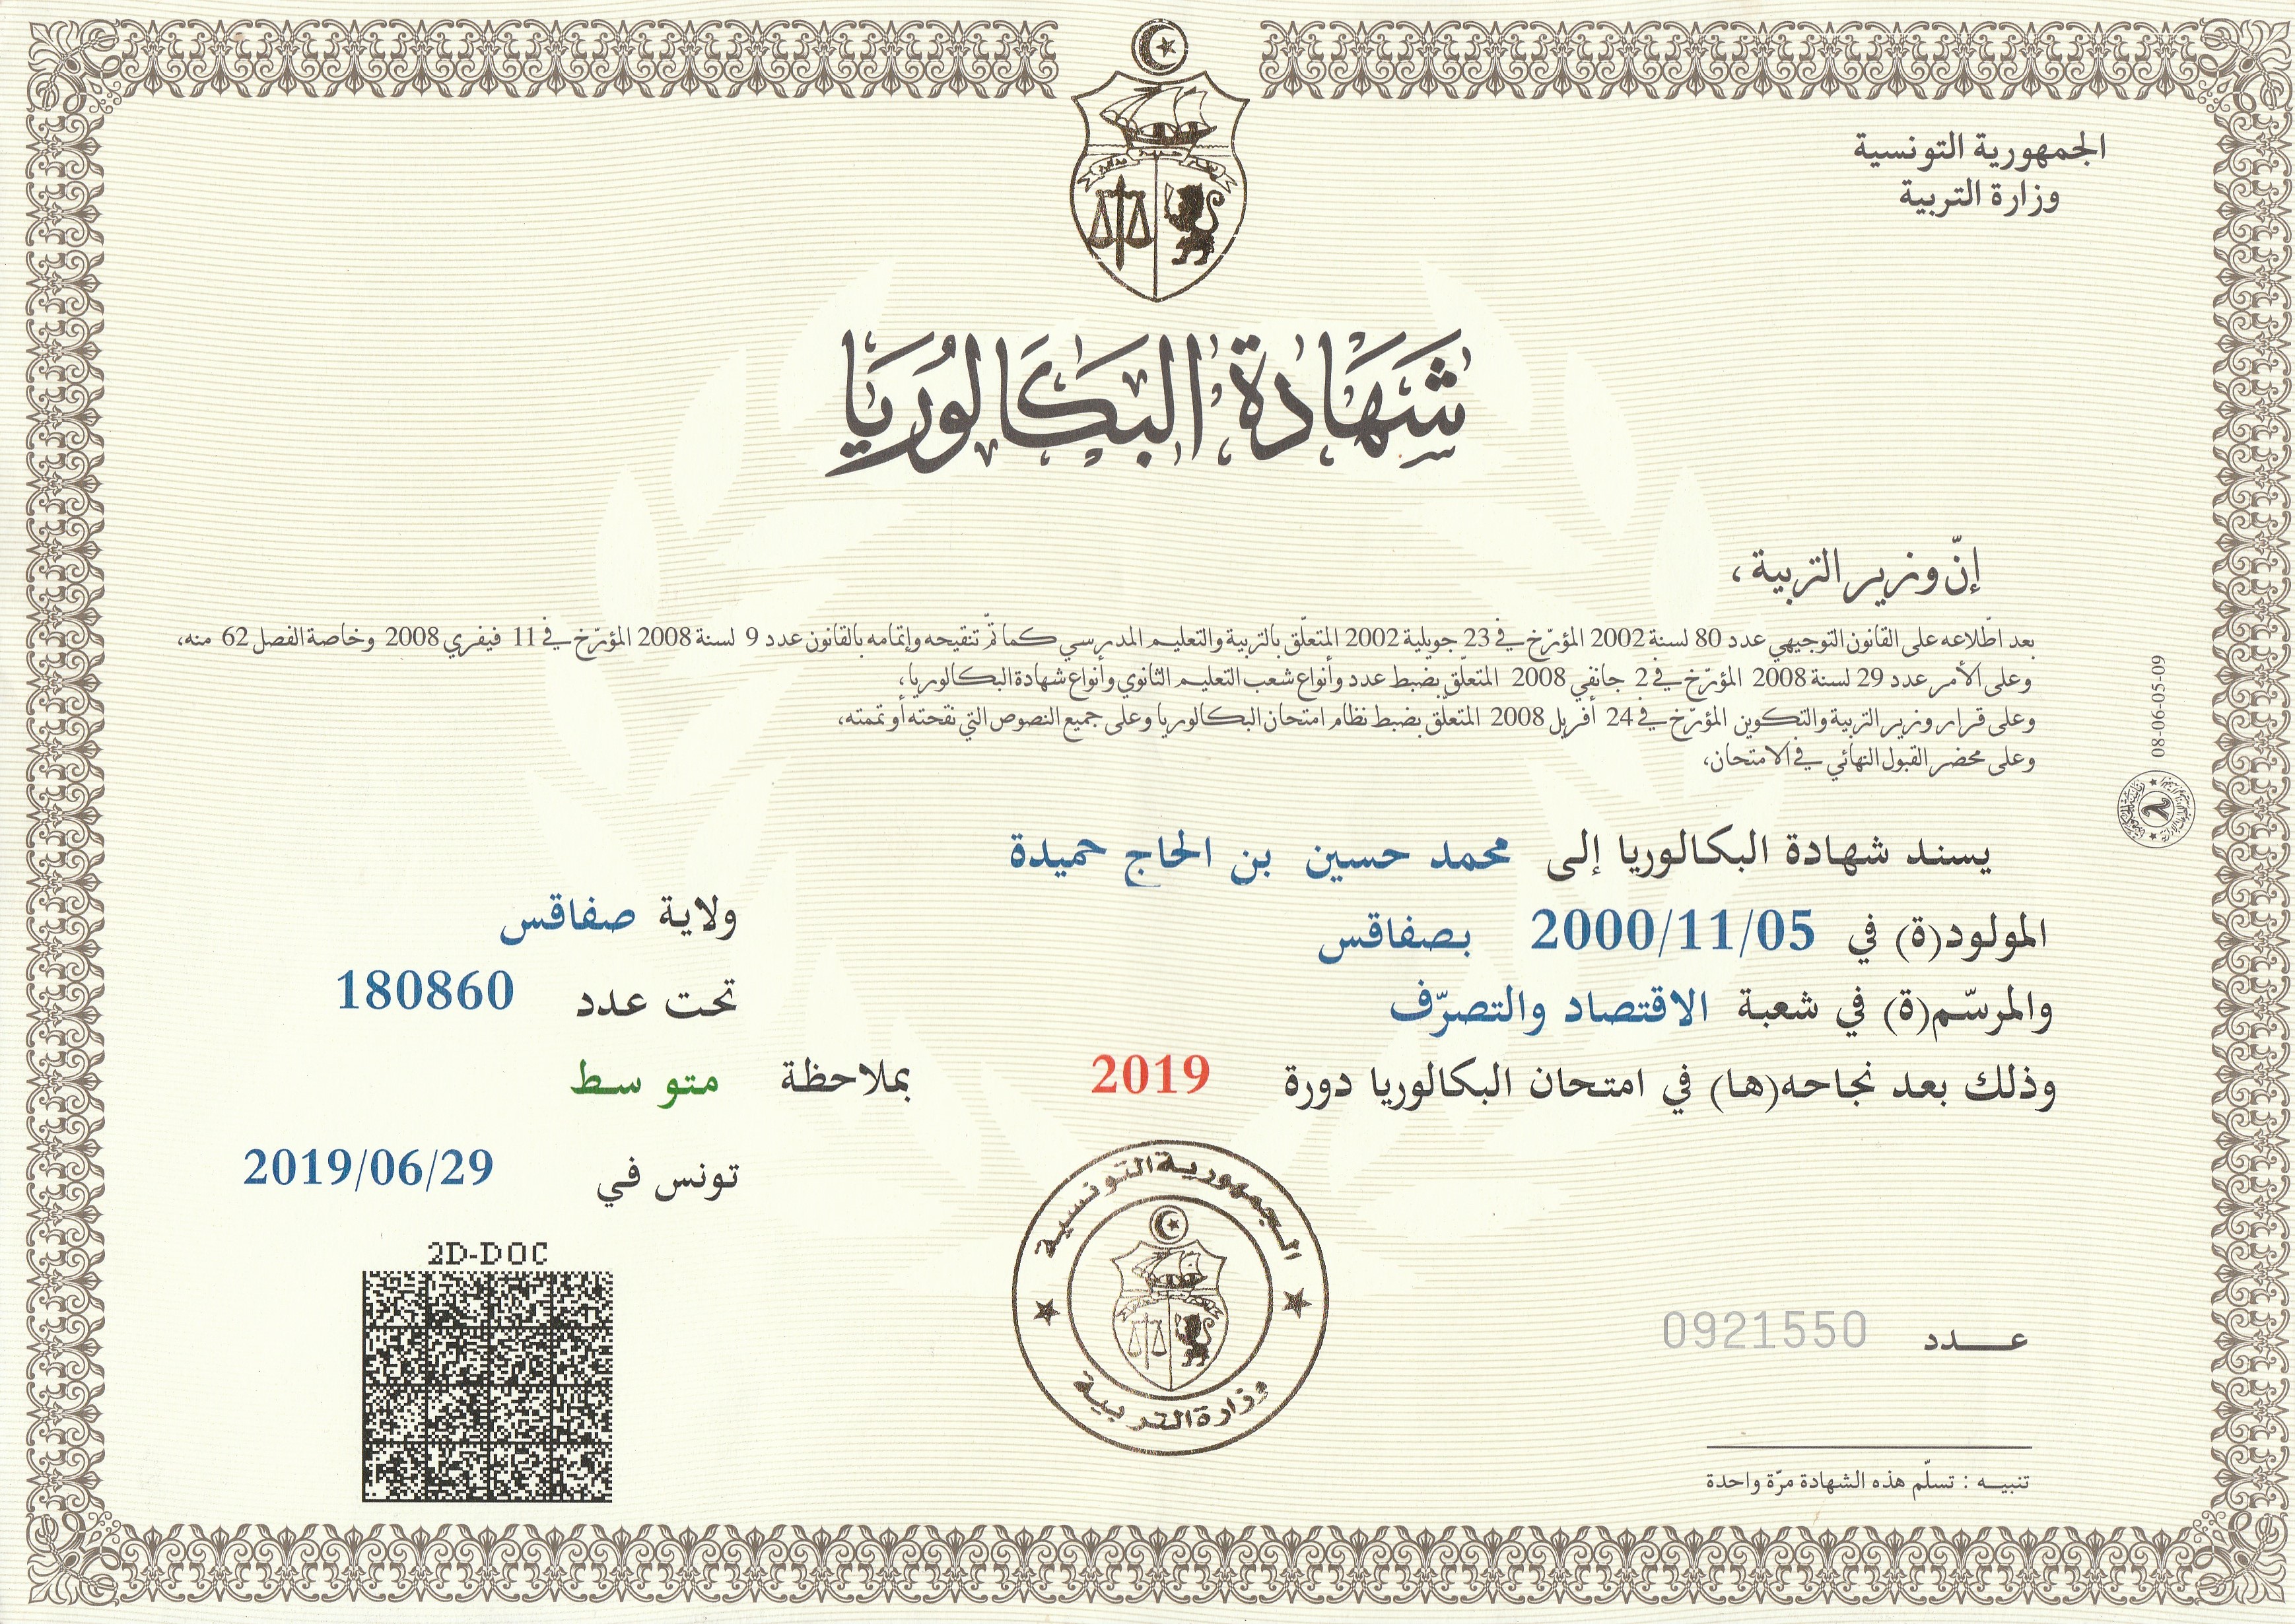 الجمهورية التونسية
وزارة التربية
شَهَادَة البَكَالُورِيَا
إنّ وزير التربية،
بعد اطّلاعه على القانون التوجيهي عدد 80 لسنة 2002 المؤرّخ في 23 جويلية 2002 المتعلّق بالتربية والتعليم المدرسي كما تمّ تنقيحه وإتمامه بالقانون عدد 9 لسنة 2008 المؤرّخ في 11 فيفري 2008 وخاصة الفصل 62 منه،
وعلى الأمر عدد 29 لسنة 2008 المؤرّخ في 2 جانفي 2008 المتعلّق بضبط عدد وأنواع شعب التعليم الثانوي وأنواع شهادة البكالوريا،
وعلى قرار وزير التربية والتكوين المؤرّخ في 24 أفريل 2008 المتعلّق بضبط نظام امتحان البكالوريا وعلى جميع النصوص التي نقحته أو تممته،
وعلى محضر القبول النهائي في الامتحان،
08-06-05-09
يسند شهادة البكالوريا إلى محمد حسين بن الحاج حميدة
المولود(ة) في 2000/11/05 بصفاقس ولاية صفاقس
والمرسّم(ة) في شعبة الاقتصاد والتصرّف تحت عدد 180860
وذلك بعد نجاحه(ها) في امتحان البكالوريا دورة 2019 بملاحظة متوسط
تونس في 2019/06/29
2D-DOC
الجمهورية التونسية
وزارة التربية
عدد 0921550
تنبيه : تسلّم هذه الشهادة مرّة واحدة